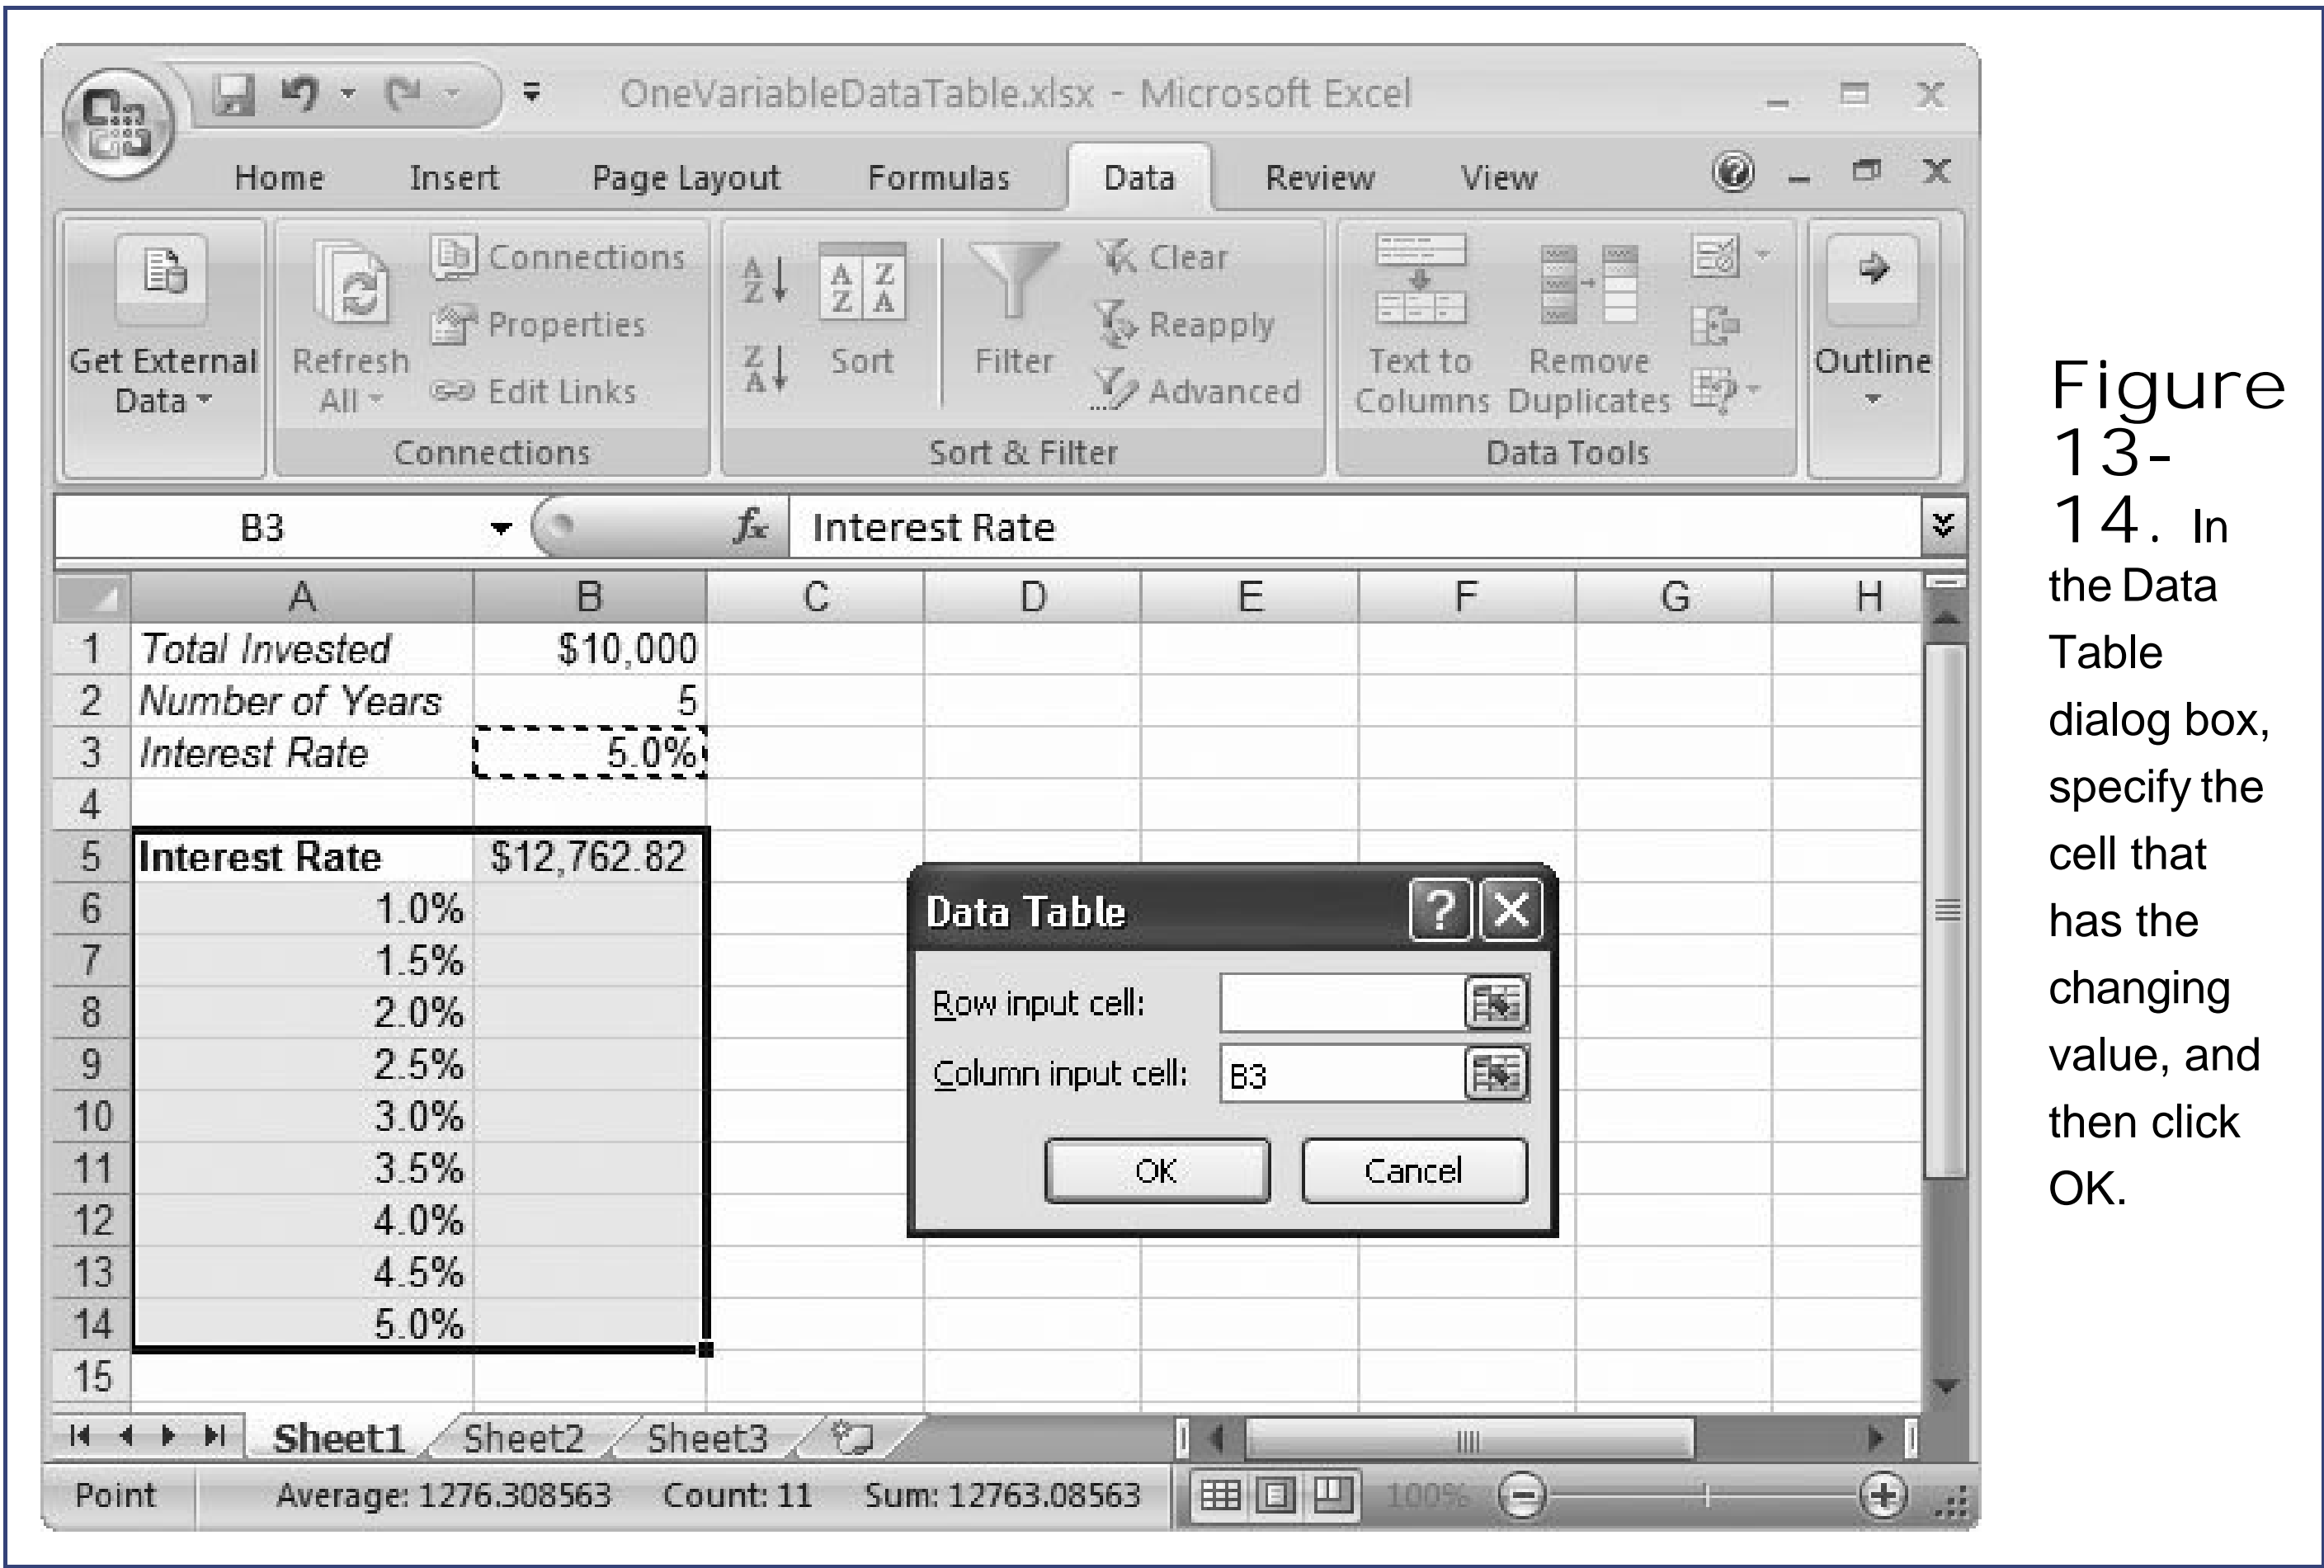 OneVariableDataTable.xlsx - Microsoft Excel
Home Insert Page Layout Formulas Data Review View
Get External Data
Refresh All
Connections
Properties
Edit Links
Connections
Sort
Filter
Clear
Reapply
Advanced
Sort & Filter
Text to Columns
Remove Duplicates
Data Tools
Outline
B3 fx Interest Rate
A B C D E F G H
1 Total Invested $10,000
2 Number of Years 5
3 Interest Rate 5.0%
4
5 Interest Rate $12,762.82
6 1.0%
7 1.5%
8 2.0%
9 2.5%
10 3.0%
11 3.5%
12 4.0%
13 4.5%
14 5.0%
15
Data Table
Row input cell:
Column input cell: B3
OK Cancel
Sheet1 Sheet2 Sheet3
Point Average: 1276.308563 Count: 11 Sum: 12763.08563 100%
Figure
13-
14. In
the Data
Table
dialog box,
specify the
cell that
has the
changing
value, and
then click
OK.